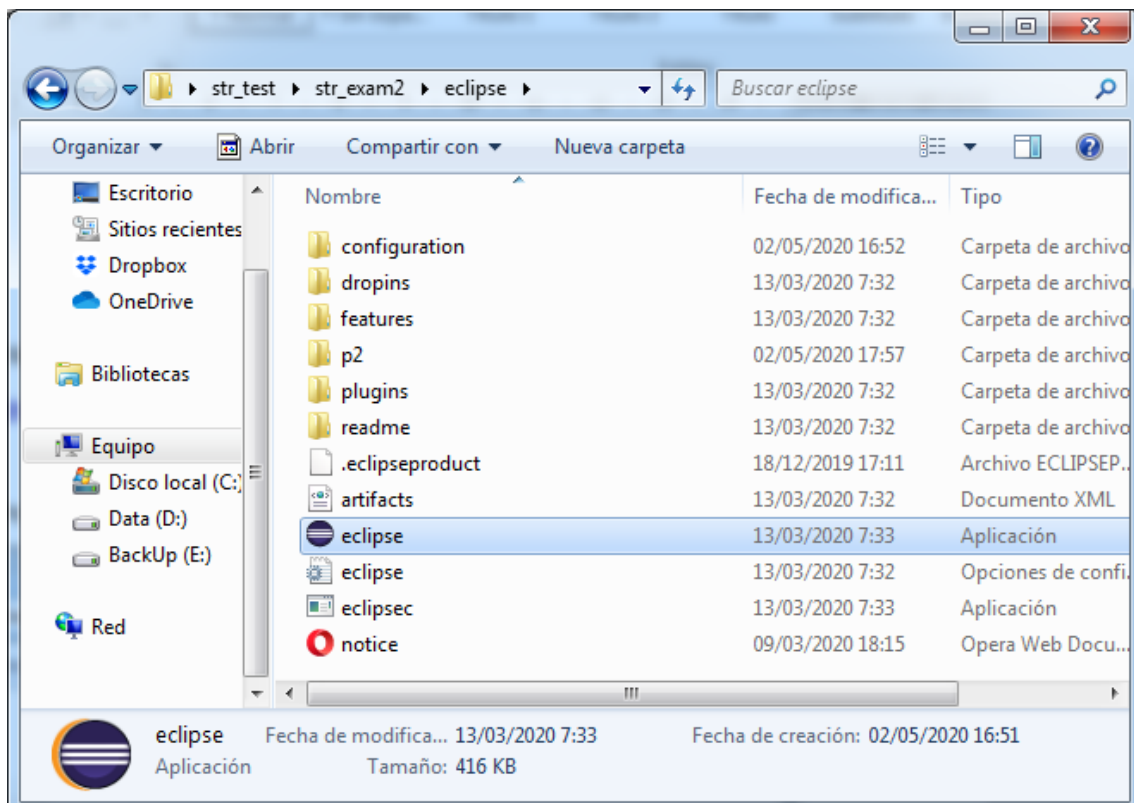 str_test str_exam2 eclipse Buscar eclipse
Organizar Abrir Compartir con Nueva carpeta
Escritorio
Sitios recientes
Dropbox
OneDrive
Bibliotecas
Equipo
Disco local (C:)
Data (D:)
BackUp (E:)
Red
Nombre Fecha de modifica... Tipo
configuration 02/05/2020 16:52 Carpeta de archivo
dropins 13/03/2020 7:32 Carpeta de archivo
features 13/03/2020 7:32 Carpeta de archivo
p2 02/05/2020 17:57 Carpeta de archivo
plugins 13/03/2020 7:32 Carpeta de archivo
readme 13/03/2020 7:32 Carpeta de archivo
.eclipseproduct 18/12/2019 17:11 Archivo ECLIPSEP...
artifacts 13/03/2020 7:32 Documento XML
eclipse 13/03/2020 7:33 Aplicación
eclipse 13/03/2020 7:32 Opciones de confi...
eclipsec 13/03/2020 7:33 Aplicación
notice 09/03/2020 18:15 Opera Web Docu...
eclipse Fecha de modifica... 13/03/2020 7:33 Fecha de creación: 02/05/2020 16:51
Aplicación Tamaño: 416 KB